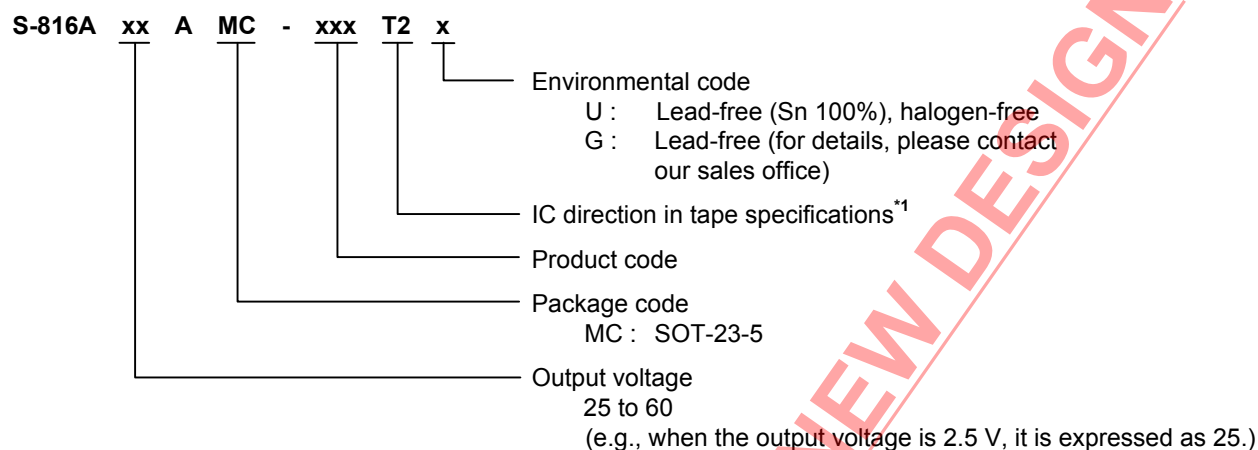 S-816A xx A MC - xxx T2 x
Environmental code
U : Lead-free (Sn 100%), halogen-free
G : Lead-free (for details, please contact
our sales office)
IC direction in tape specifications*1
Product code
Package code
MC : SOT-23-5
Output voltage
25 to 60
(e.g., when the output voltage is 2.5 V, it is expressed as 25.)
NEW DESIGN